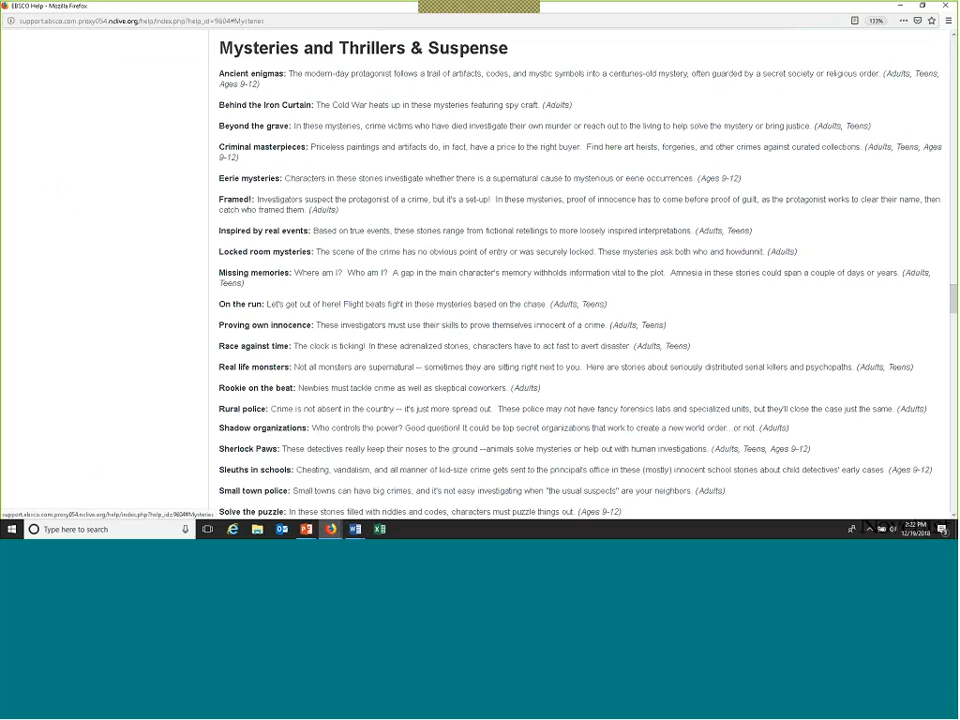 EBSCO Help - Mozilla Firefox
support.ebsco.com.proxy054.nclive.org/help/index.php?help_id=9604#Mysteries
133%
Mysteries and Thrillers & Suspense
Ancient enigmas: The modern-day protagonist follows a trail of artifacts, codes, and mystic symbols into a centuries-old mystery, often guarded by a secret society or religious order. (Adults, Teens,
Ages 9-12)
Behind the Iron Curtain: The Cold War heats up in these mysteries featuring spy craft. (Adults)
Beyond the grave: In these mysteries, crime victims who have died investigate their own murder or reach out to the living to help solve the mystery or bring justice. (Adults, Teens)
Criminal masterpieces: Priceless paintings and artifacts do, in fact, have a price to the right buyer. Find here art heists, forgeries, and other crimes against curated collections. (Adults, Teens, Ages
9-12)
Eerie mysteries: Characters in these stories investigate whether there is a supernatural cause to mysterious or eerie occurrences. (Ages 9-12)
Framed!: Investigators suspect the protagonist of a crime, but it's a set-up! In these mysteries, proof of innocence has to come before proof of guilt, as the protagonist works to clear their name, then
catch who framed them. (Adults)
Inspired by real events: Based on true events, these stories range from fictional retelings to more loosely inspired interpretations. (Adults, Teens)
Locked room mysteries: The scene of the crime has no obvious point of entry or was securely locked. These mysteries ask both who and howdunnit. (Adults)
Missing memories: Where am I? Who am I? A gap in the main character's memory withholds information vital to the plot. Amnesia in these stories could span a couple of days or years. (Adults,
Teens)
On the run: Let's get out of here! Flight beats fight in these mysteries based on the chase. (Adults, Teens)
Proving own innocence: These investigators must use their skills to prove themselves innocent of a crime. (Adults, Teens)
Race against time: The clock is ticking! In these adrenalized stories, characters have to act fast to avert disaster. (Adults, Teens)
Real life monsters: Not all monsters are supernatural -- sometimes they are sitting right next to you. Here are stories about seriously distributed serial killers and psychopaths. (Adults, Teens)
Rookie on the beat: Newbies must tackle crime as well as skeptical coworkers. (Adults)
Rural police: Crime is not absent in the country -- it's just more spread out. These police may not have fancy forensics labs and specialized units, but they'll close the case just the same. (Adults)
Shadow organizations: Who controls the power? Good question! It could be top secret organizations that work to create a new world order...or not. (Adults)
Sherlock Paws: These detectives really keep their noses to the ground --animals solve mysteries or help out with human investigations. (Adults, Teens, Ages 9-12)
Sleuths in schools: Cheating, vandalism, and all manner of kid-size crime gets sent to the principal's office in these (mostly) innocent school stories about child detectives' early cases. (Ages 9-12)
Small town police: Small towns can have big crimes, and it's not easy investigating when "the usual suspects" are your neighbors. (Adults)
Solve the puzzle: In these stories filled with riddles and codes, characters must puzzle things out. (Ages 9-12)
support.ebsco.com.proxy054.nclive.org/help/index.php?help_id=9604#Mysteries
Type here to search
2:22 PM
12/19/2018